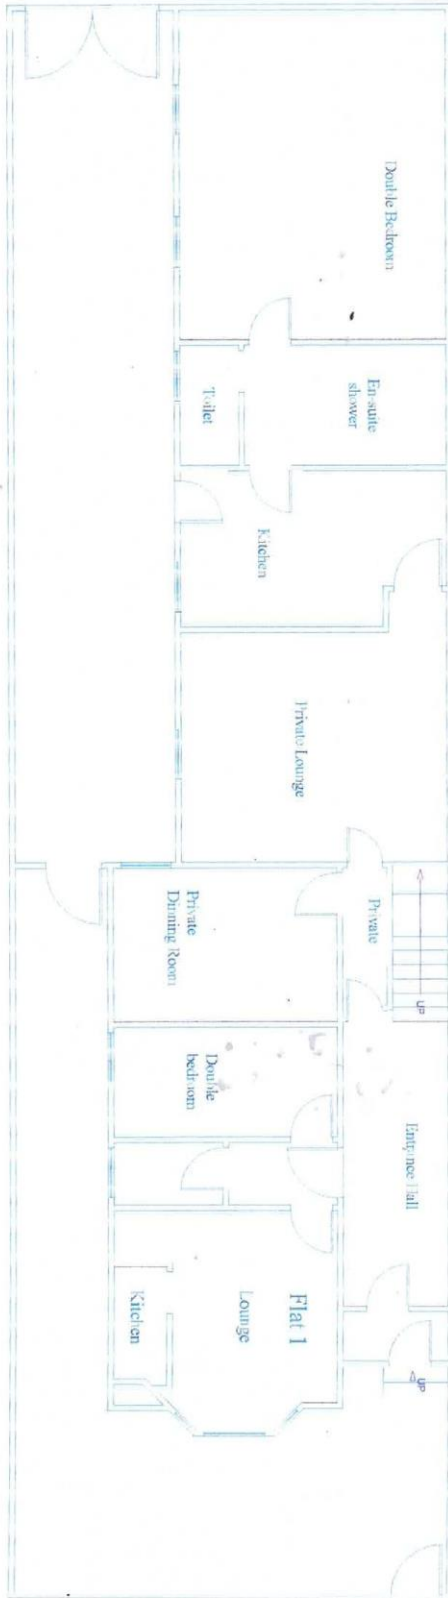 Double Bedroom
En-suite
shower
Toilet
Kitchen
Private Lounge
Private
Dinning Room
Private
UP
Double
bedroom
Entrance Hall
Flat 1
Lounge
Kitchen
UP